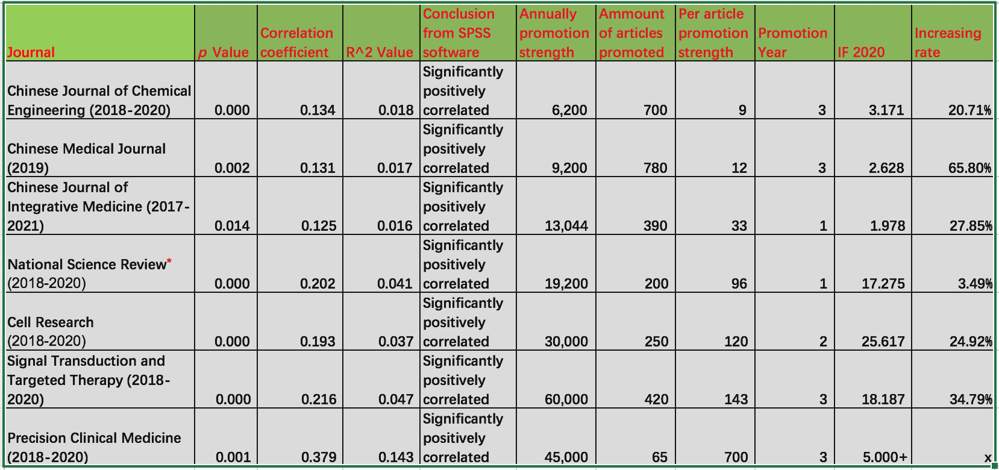 Journal	p Value	Correlation coefficient	R^2 Value	Conclusion from SPSS software	Annually promotion strength	Ammount of articles promoted	Per article promotion strength	Promotion Year	IF 2020	Increasing rate
Chinese Journal of Chemical Engineering (2018-2020)	0.000	0.134	0.018	Significantly positively correlated	6,200	700	9	3	3.171	20.71%
Chinese Medical Journal (2019)	0.002	0.131	0.017	Significantly positively correlated	9,200	780	12	3	2.628	65.80%
Chinese Journal of Integrative Medicine (2017-2021)	0.014	0.125	0.016	Significantly positively correlated	13,044	390	33	1	1.978	27.85%
National Science Review* (2018-2020)	0.000	0.202	0.041	Significantly positively correlated	19,200	200	96	1	17.275	3.49%
Cell Research (2018-2020)	0.000	0.193	0.037	Significantly positively correlated	30,000	250	120	2	25.617	24.92%
Signal Transduction and Targeted Therapy (2018-2020)	0.000	0.216	0.047	Significantly positively correlated	60,000	420	143	3	18.187	34.79%
Precision Clinical Medicine (2018-2020)	0.001	0.379	0.143	Significantly positively correlated	45,000	65	700	3	5.000+	x